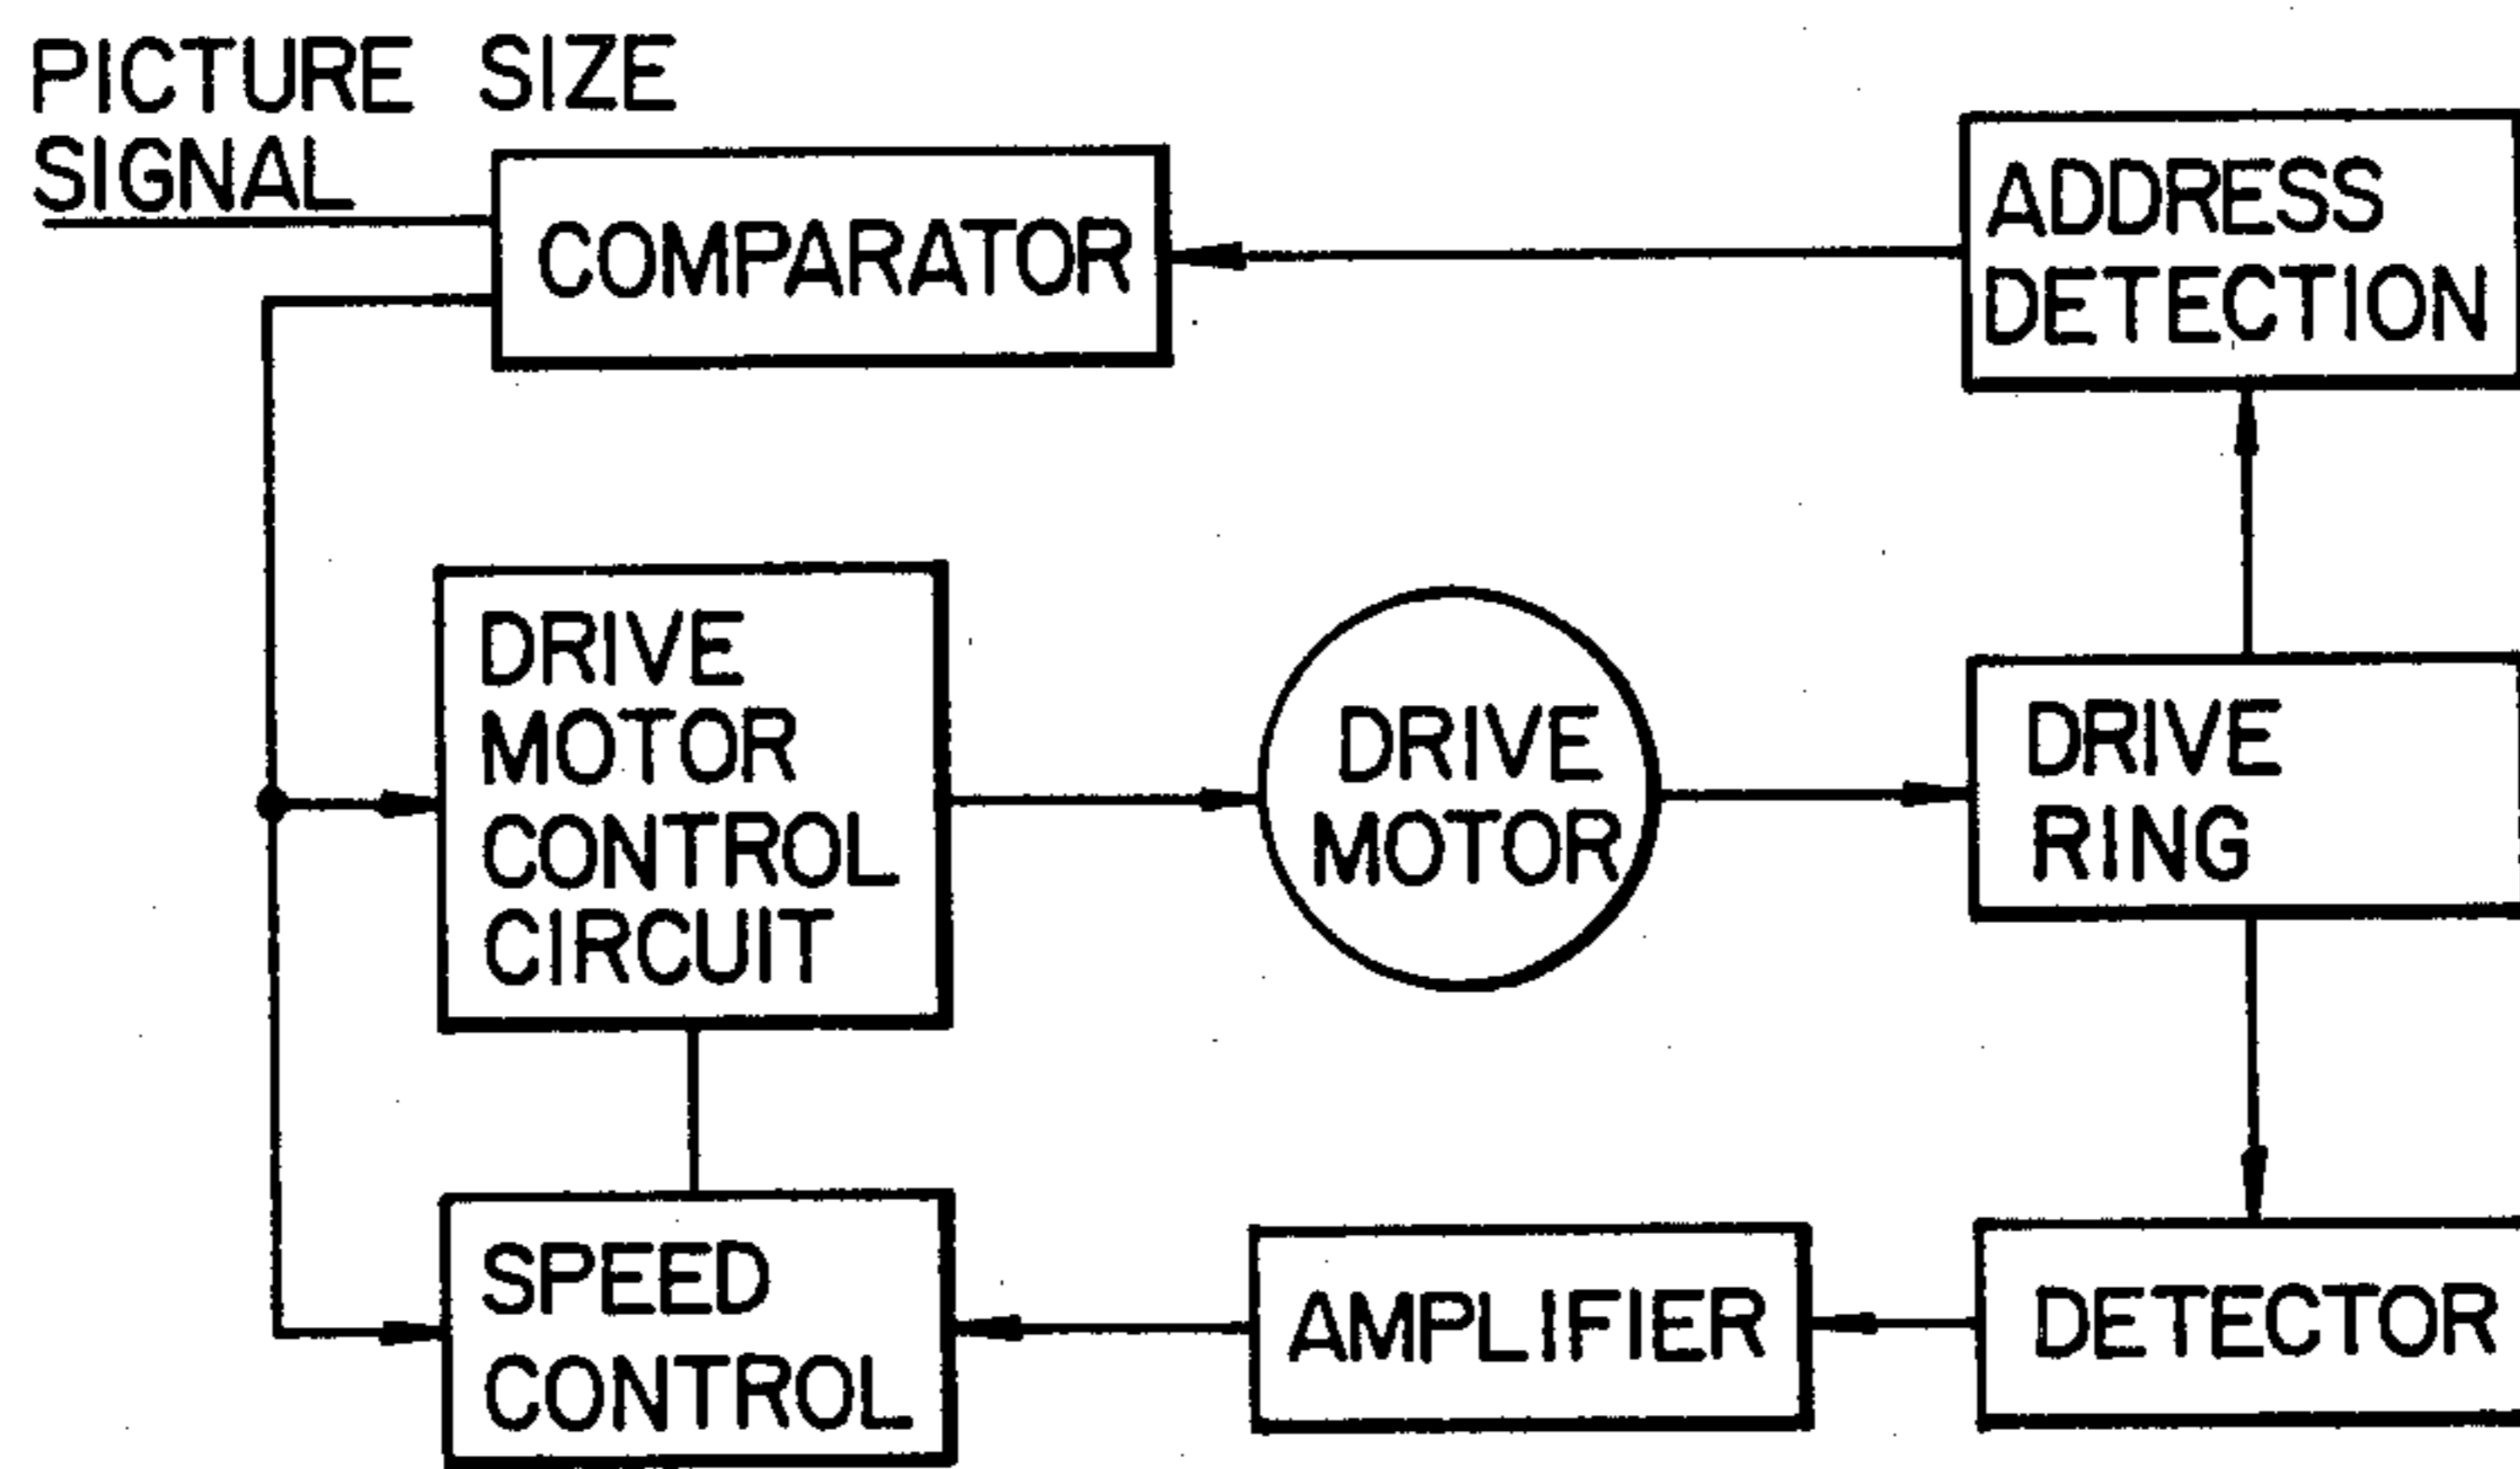 PICTURE SIZE
SIGNAL
COMPARATOR
ADDRESS
DETECTION
DRIVE
MOTOR
CONTROL
CIRCUIT
DRIVE
MOTOR
DRIVE
RING
SPEED
CONTROL
AMPLIFIER
DETECTOR